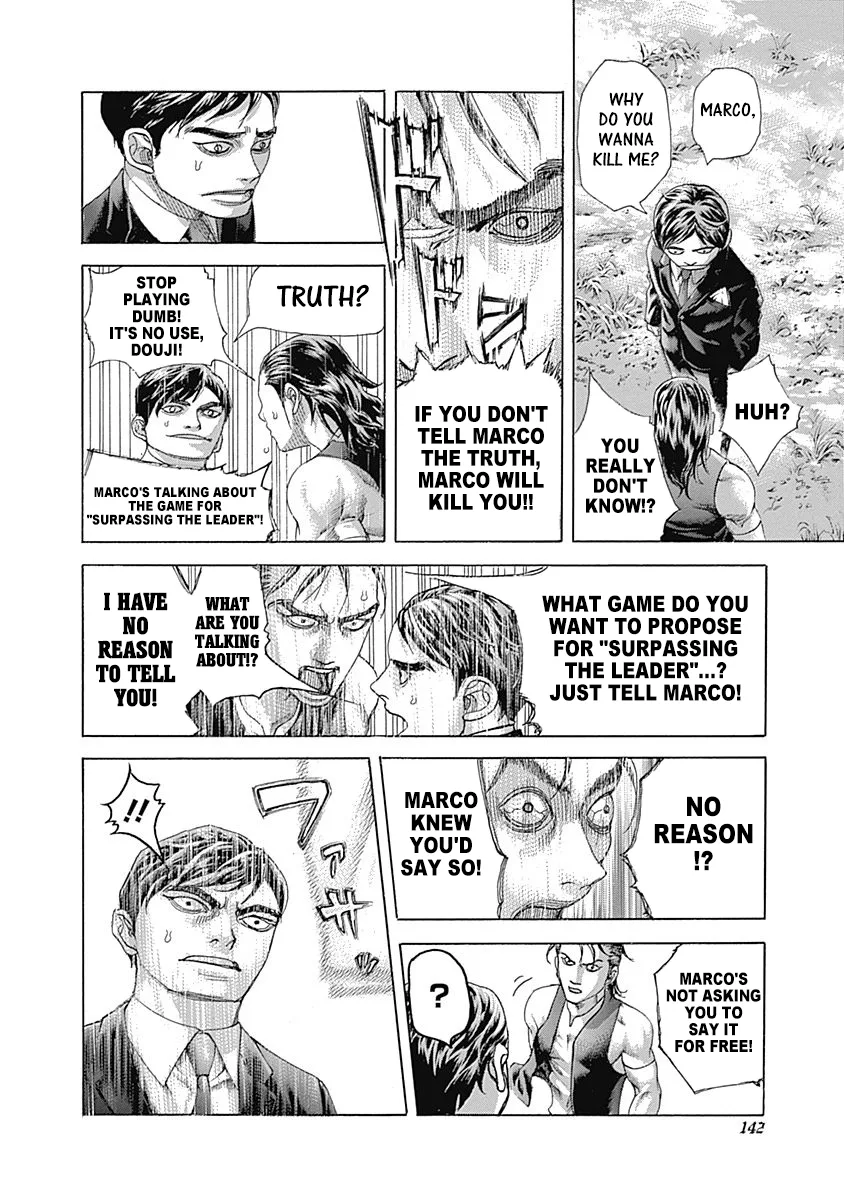 MARCO,
WHY
DO YOU
WANNA
KILL ME?
HUH?
YOU
REALLY
DON'T
KNOW!?
IF YOU DON'T
TELL MARCO
THE TRUTH,
MARCO WILL
KILL YOU!!
TRUTH?
STOP
PLAYING
DUMB!
IT'S NO USE,
DOUJI!
MARCO'S TALKING ABOUT
THE GAME FOR
"SURPASSING THE LEADER"!
WHAT GAME DO YOU
WANT TO PROPOSE
FOR "SURPASSING
THE LEADER"...?
JUST TELL MARCO!
WHAT
ARE YOU
TALKING
ABOUT!?
I HAVE
NO
REASON
TO TELL
YOU!
NO
REASON
!?
MARCO
KNEW
YOU'D
SAY SO!
!!
MARCO'S
NOT ASKING
YOU TO
SAY IT
FOR FREE!
?
142